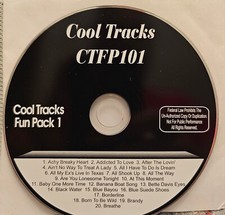 Cool Tracks
CTFP101
Cool Tracks
Fun Pack 1
Federal Law Prohibits The
Un-Authorized Copy Or Duplication
Not For Public Performance
All Rights Reserved.
1. Achy Breaky Heart 2. Addicted To Love 3. After The Lovin'
4. Ain't No Way To Treat A Lady 5. All I Have To Do Is Dream
6. All My Ex's Live In Texas 7. All Shook Up 8. All The Way
9. Are You Lonesome Tonight 10. At This Moment
11. Baby One More Time 12. Banana Boat Song 13. Bette Davis Eyes
14. Black Water 15. Blue Bayou 16. Blue Suede Shoes
17. Borderline
18. Born To Be Wild 19. Brandy
20. Breathe